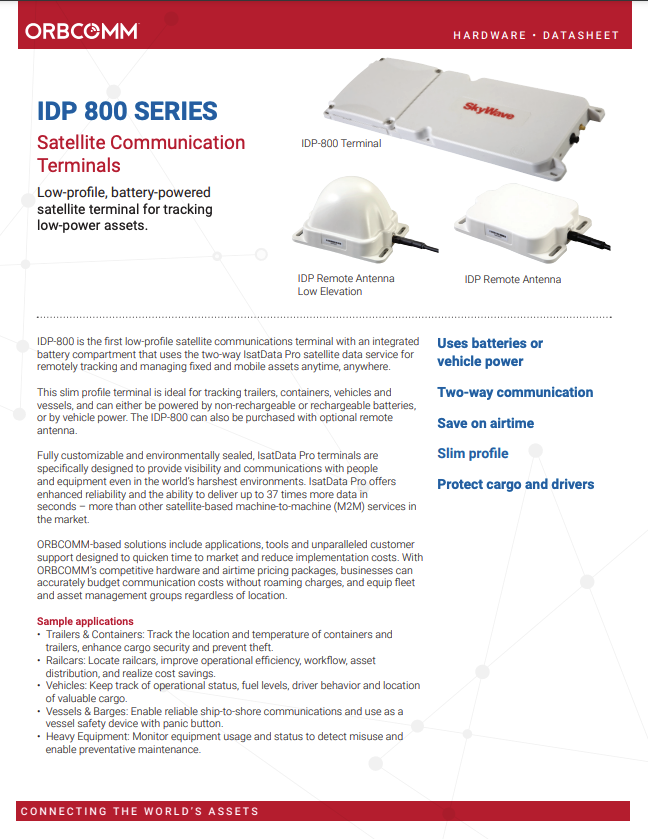 ORBCOMM
HARDWARE • DATASHEET
IDP 800 SERIES
Satellite Communication
Terminals
Low-profile, battery-powered
satellite terminal for tracking
low-power assets.
SkyWave
IDP-800 Terminal
IDP Remote Antenna
Low Elevation
IDP Remote Antenna
IDP-800 is the first low-profile satellite communications terminal with an integrated
battery compartment that uses the two-way IsatData Pro satellite data service for
remotely tracking and managing fixed and mobile assets anytime, anywhere.
This slim profile terminal is ideal for tracking trailers, containers, vehicles and
vessels, and can either be powered by non-rechargeable or rechargeable batteries,
or by vehicle power. The IDP-800 can also be purchased with optional remote
antenna.
Fully customizable and environmentally sealed, IsatData Pro terminals are
specifically designed to provide visibility and communications with people
and equipment even in the world's harshest environments. IsatData Pro offers
enhanced reliability and the ability to deliver up to 37 times more data in
seconds – more than other satellite-based machine-to-machine (M2M) services in
the market.
ORBCOMM-based solutions include applications, tools and unparalleled customer
support designed to quicken time to market and reduce implementation costs. With
ORBCOMM's competitive hardware and airtime pricing packages, businesses can
accurately budget communication costs without roaming charges, and equip fleet
and asset management groups regardless of location.
Sample applications
• Trailers & Containers: Track the location and temperature of containers and
trailers, enhance cargo security and prevent theft.
• Railcars: Locate railcars, improve operational efficiency, workflow, asset
distribution, and realize cost savings.
• Vehicles: Keep track of operational status, fuel levels, driver behavior and location
of valuable cargo.
• Vessels & Barges: Enable reliable ship-to-shore communications and use as a
vessel safety device with panic button.
• Heavy Equipment: Monitor equipment usage and status to detect misuse and
enable preventative maintenance.
Uses batteries or
vehicle power
Two-way communication
Save on airtime
Slim profile
Protect cargo and drivers
CONNECTING THE WORLD'S ASSETS